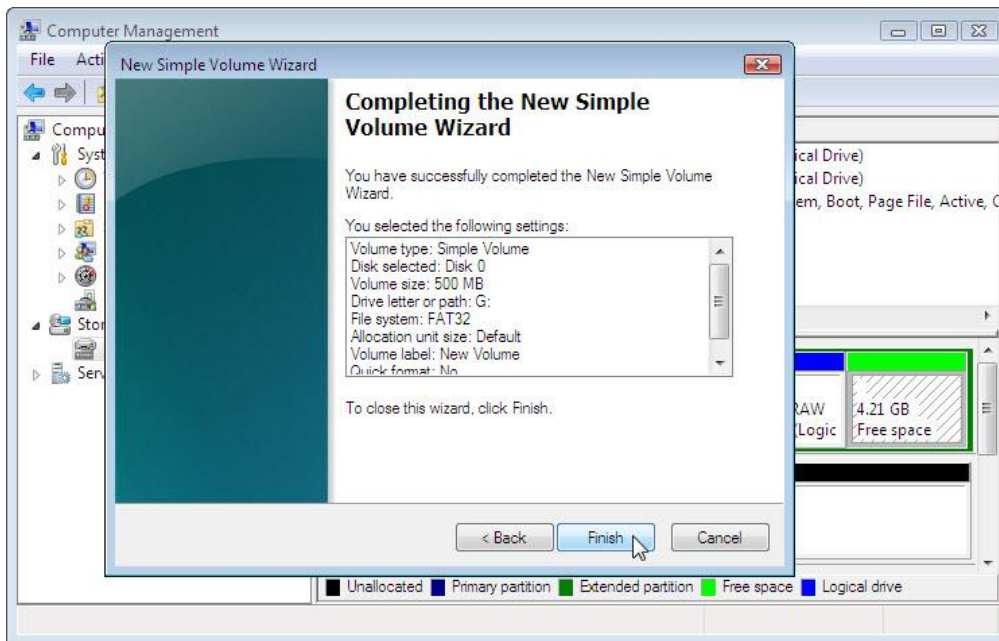 Computer Management
File Acti
New Simple Volume Wizard
Completing the New Simple
Volume Wizard
You have successfully completed the New Simple Volume
Wizard.
You selected the following settings:
Volume type: Simple Volume
Disk selected: Disk 0
Volume size: 500 MB
Drive letter or path: G:
File system: FAT32
Allocation unit size: Default
Volume label: New Volume
Quick format: No
To close this wizard, click Finish.
< Back Finish Cancel
Compu
Syst
Stor
Serv
ical Drive)
ical Drive)
em, Boot, Page File, Active, C
RAW
(Logic
4.21 GB
Free space
Unallocated Primary partition Extended partition Free space Logical drive